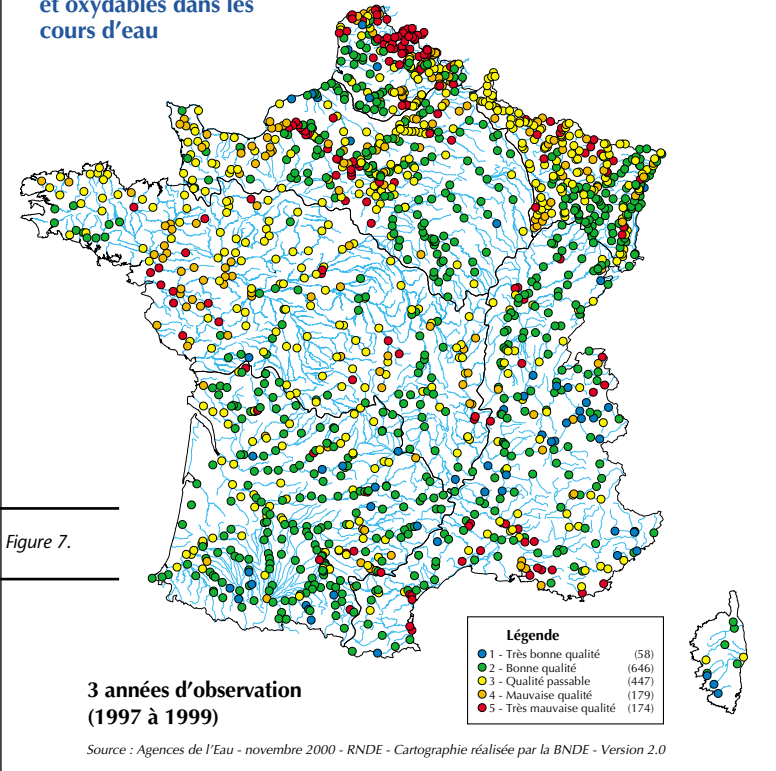 et oxydables dans les
cours d'eau
Figure 7.
Légende
1 - Très bonne qualité (58)
2 - Bonne qualité (646)
3 - Qualité passable (447)
4 - Mauvaise qualité (179)
5 - Très mauvaise qualité (174)
3 années d'observation
(1997 à 1999)
Source : Agences de l'Eau - novembre 2000 - RNDE - Cartographie réalisée par la BNDE - Version 2.0